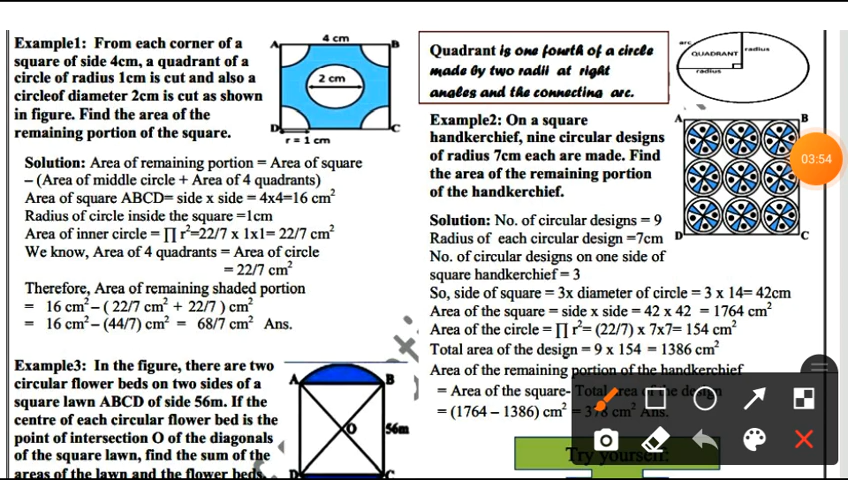 Example1: From each corner of a
square of side 4cm, a quadrant of a
circle of radius 1cm is cut and also a
circleof diameter 2cm is cut as shown
in figure. Find the area of the
remaining portion of the square.
4 cm
A
B
2 cm
D
C
r = 1 cm
Solution: Area of remaining portion = Area of square
– (Area of middle circle + Area of 4 quadrants)
Area of square ABCD= side x side = 4x4=16 cm²
Radius of circle inside the square =1cm
Area of inner circle = ∏ r²=22/7 x 1x1= 22/7 cm²
We know, Area of 4 quadrants = Area of circle
= 22/7 cm²
Therefore, Area of remaining shaded portion
= 16 cm² – ( 22/7 cm² + 22/7 ) cm²
= 16 cm² – (44/7) cm² = 68/7 cm² Ans.
Example3: In the figure, there are two
circular flower beds on two sides of a
square lawn ABCD of side 56m. If the
centre of each circular flower bed is the
point of intersection O of the diagonals
of the square lawn, find the sum of the
areas of the lawn and the flower beds.
A
B
O
56m
D
C
Quadrant is one fourth of a circle
made by two radii at right
angles and the connecting arc.
arc
QUADRANT
radius
radius
Example2: On a square
handkerchief, nine circular designs
of radius 7cm each are made. Find
the area of the remaining portion
of the handkerchief.
A
B
D
C
03:54
Solution: No. of circular designs = 9
Radius of each circular design =7cm
No. of circular designs on one side of
square handkerchief = 3
So, side of square = 3x diameter of circle = 3 x 14= 42cm
Area of the square = side x side = 42 x 42 = 1764 cm²
Area of the circle = ∏ r²= (22/7) x 7x7= 154 cm²
Total area of the design = 9 x 154 = 1386 cm²
Area of the remaining portion of the handkerchief
= Area of the square- Total area of the design
= (1764 – 1386) cm² = 378 cm² Ans.
Try yourself: